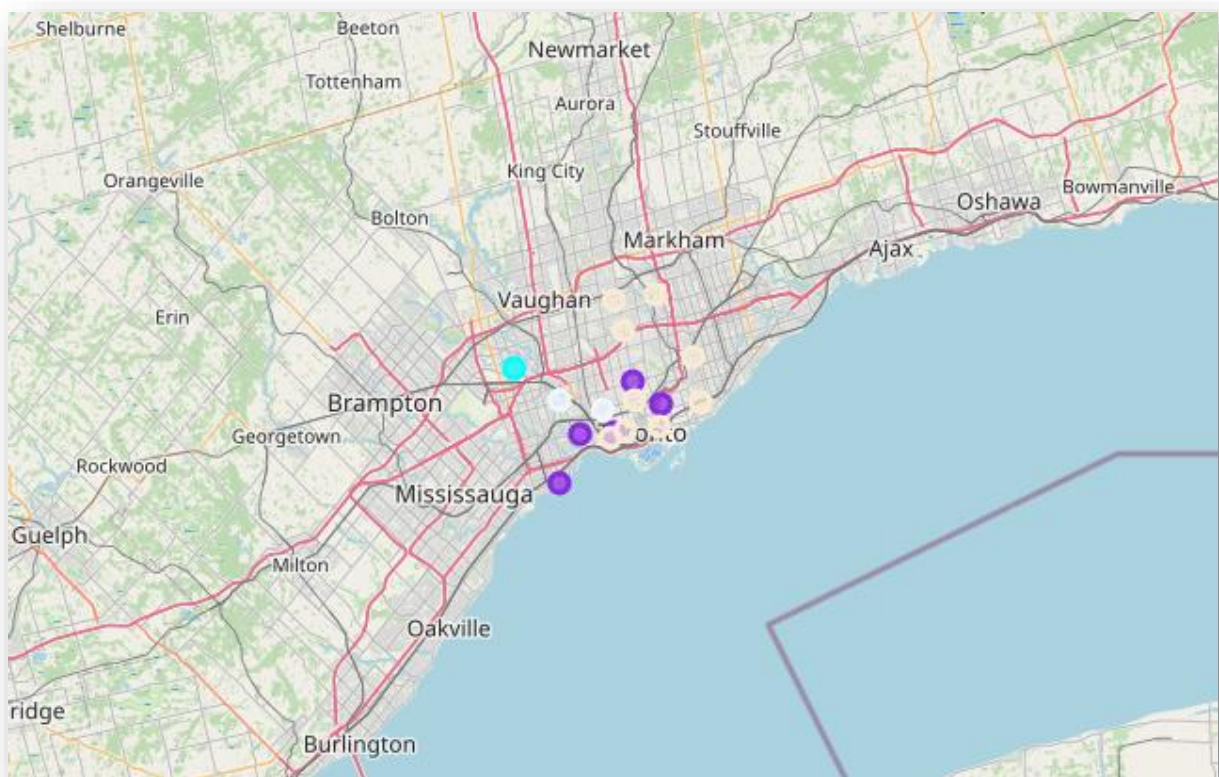 Shelburne
Beeton
Newmarket
Tottenham
Aurora
Stouffville
King City
Orangeville
Bowmanville
Oshawa
Bolton
Markham
Ajax
Vaughan
Erin
Brampton
Georgetown
onto
Rockwood
Mississauga
Guelph
Milton
Oakville
ridge
Burlington